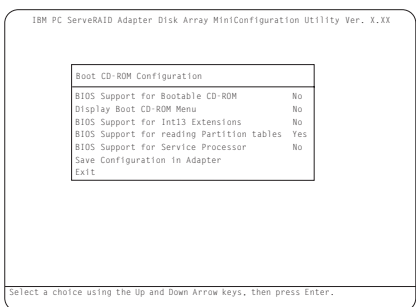 IBM PC ServeRAID Adapter Disk Array MiniConfiguration Utility Ver. X.XX
Boot CD-ROM Configuration
BIOS Support for Bootable CD-ROM No
Display Boot CD-ROM Menu No
BIOS Support for Int13 Extensions No
BIOS Support for reading Partition tables Yes
BIOS Support for Service Processor No
Save Configuration in Adapter
Exit
Select a choice using the Up and Down Arrow keys, then press Enter.